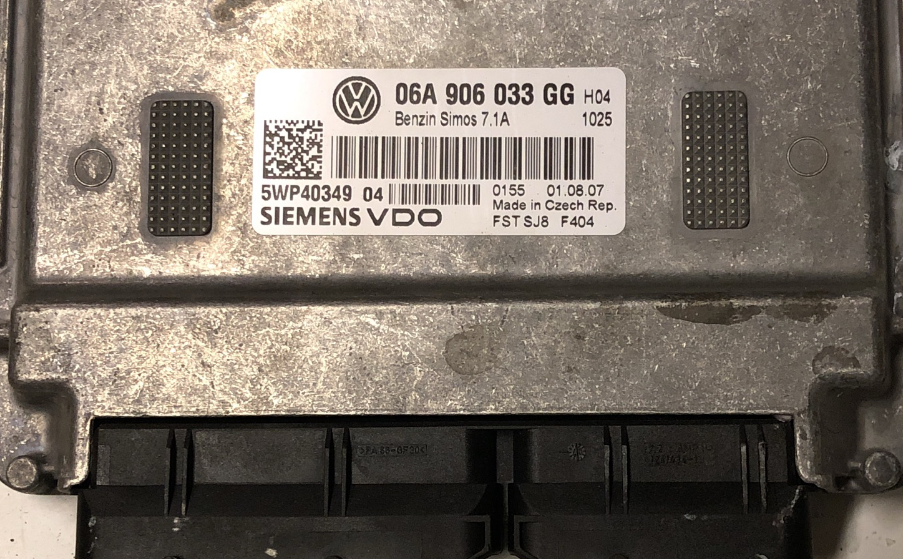 06A 906 033 GG H04
Benzin Simos 7.1A 1025
5WP40349 04 0155 01.08.07
Made in Czech Rep.
SIEMENS VDO FST SJ8 F404